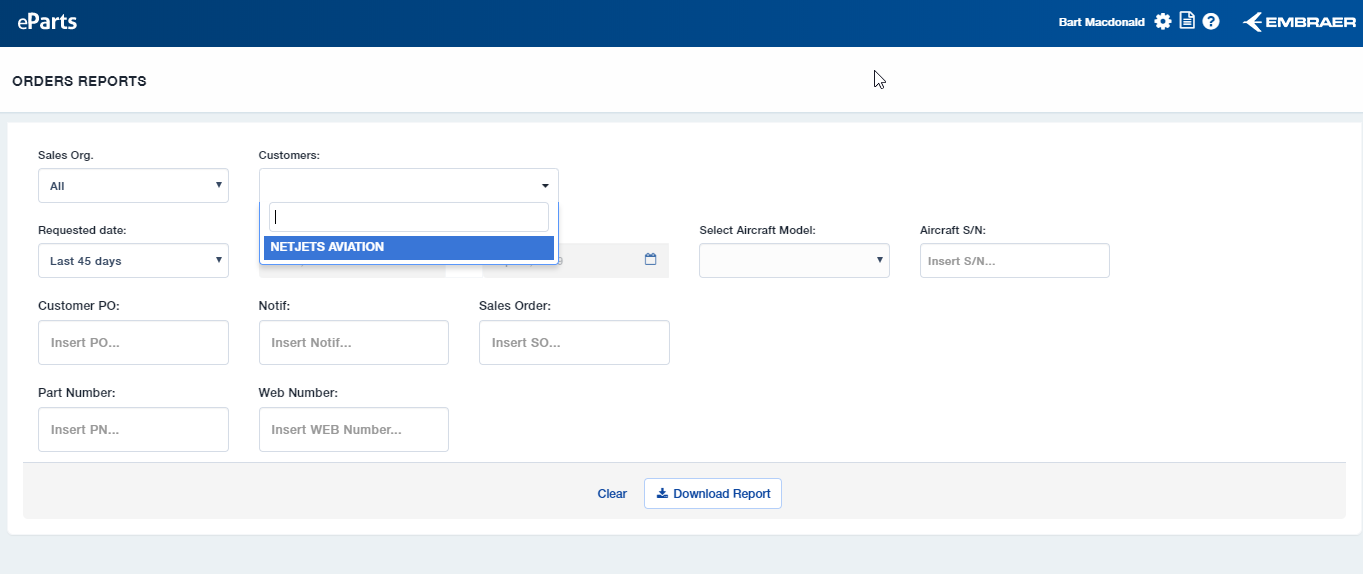 eParts
Bart Macdonald
EMBRAER
ORDERS REPORTS
Sales Org.
Customers:
All
NETJETS AVIATION
Requested date:
Select Aircraft Model:
Aircraft S/N:
Last 45 days
Insert S/N...
Customer PO:
Notif:
Sales Order:
Insert PO...
Insert Notif...
Insert SO...
Part Number:
Web Number:
Insert PN...
Insert WEB Number...
Clear
Download Report